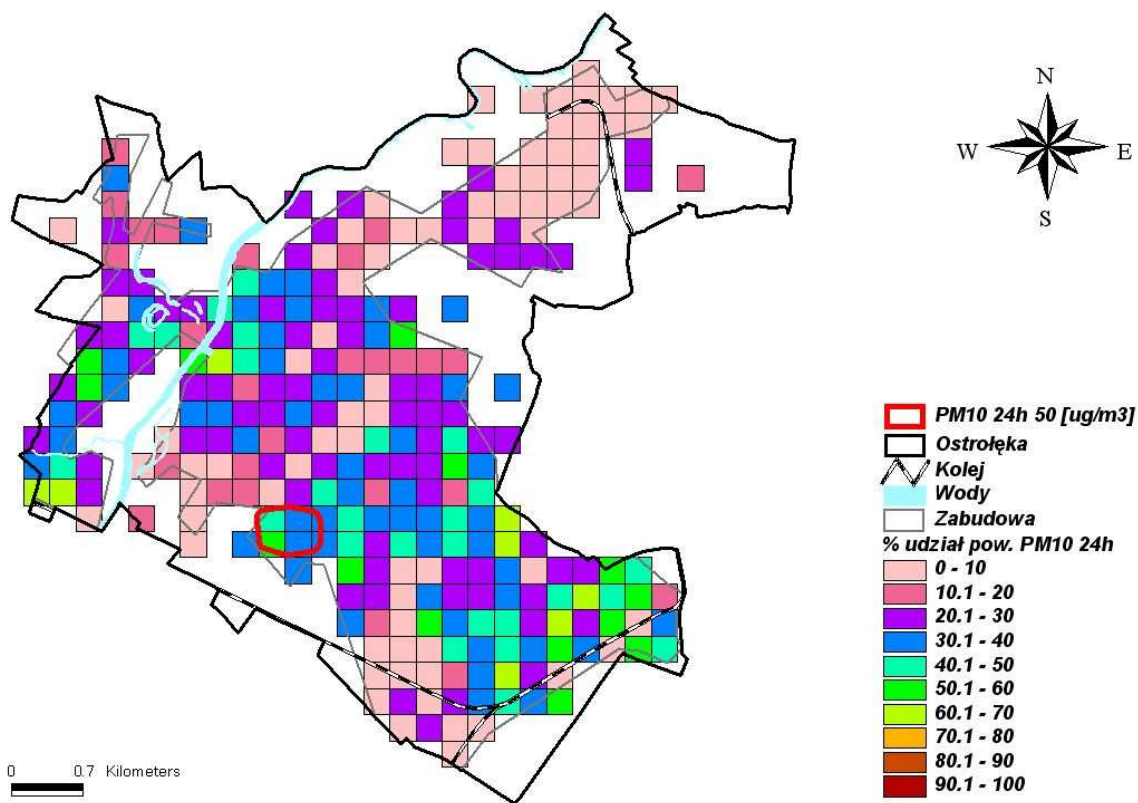 N
W E
S
PM10 24h 50 [ug/m3]
Ostrołęka
Kolej
Wody
Zabudowa
% udział pow. PM10 24h
0 - 10
10.1 - 20
20.1 - 30
30.1 - 40
40.1 - 50
50.1 - 60
60.1 - 70
70.1 - 80
80.1 - 90
90.1 - 100
0 0.7 Kilometers